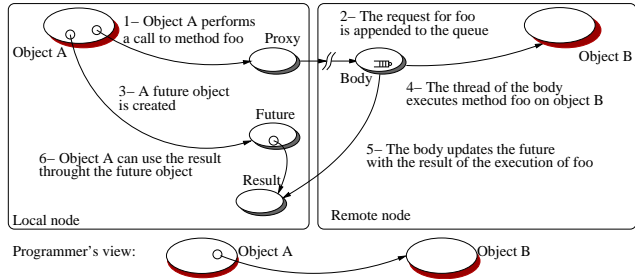 1– Object A performs
a call to method foo
Object A
Proxy
2– The request for foo
is appended to the queue
Body
Object B
3– A future object
is created
4– The thread of the body
executes method foo on object B
Future
6– Object A can use the result
throught the future object
5– The body updates the future
with the result of the execution of foo
Result
Local node
Remote node
Programmer's view:
Object A
Object B